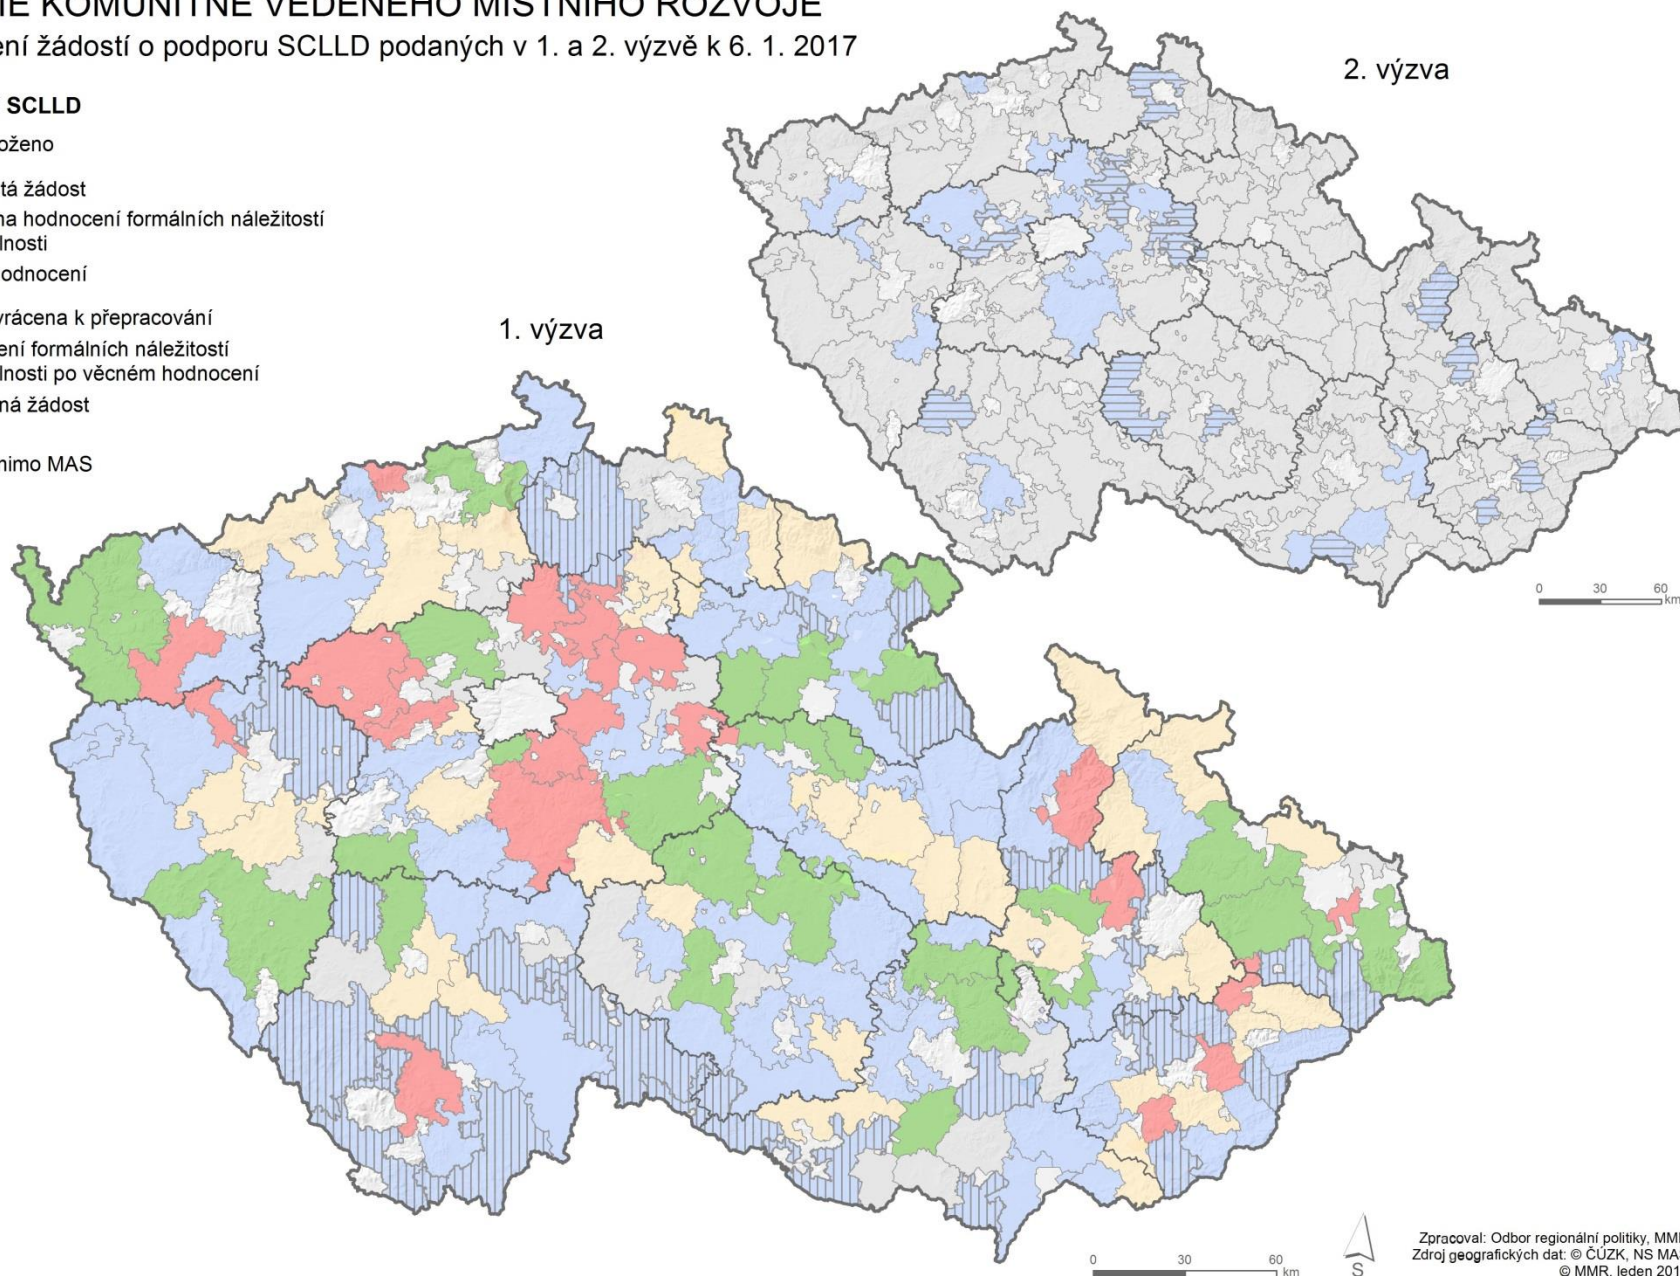 IE KOMUNITNĚ VEDENÉHO MÍSTNÍHO ROZVOJE
ení žádostí o podporu SCLLD podaných v 1. a 2. výzvě k 6. 1. 2017
SCLLD
oženo
tá žádost
na hodnocení formálních náležitostí
lnosti
odnocení
vrácena k přepracování
ení formálních náležitostí
lnosti po věcném hodnocení
ná žádost
mimo MAS
1. výzva
2. výzva
0 30 60
km
0 30 60
km
S
Zpracoval: Odbor regionální politiky, MM
Zdroj geografických dat: © ČÚZK, NS MA
© MMR, leden 201